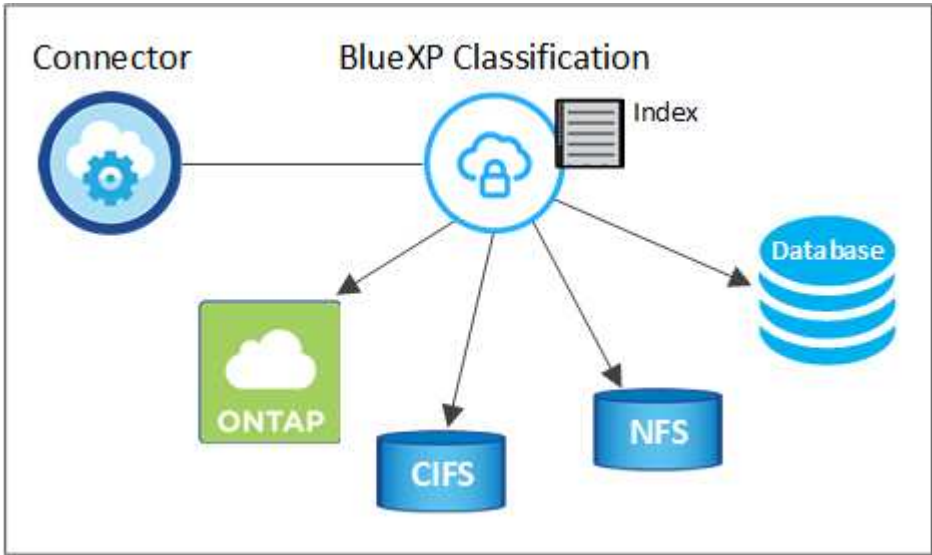 Connector
BlueXP Classification
Index
Database
ONTAP
NFS
CIFS